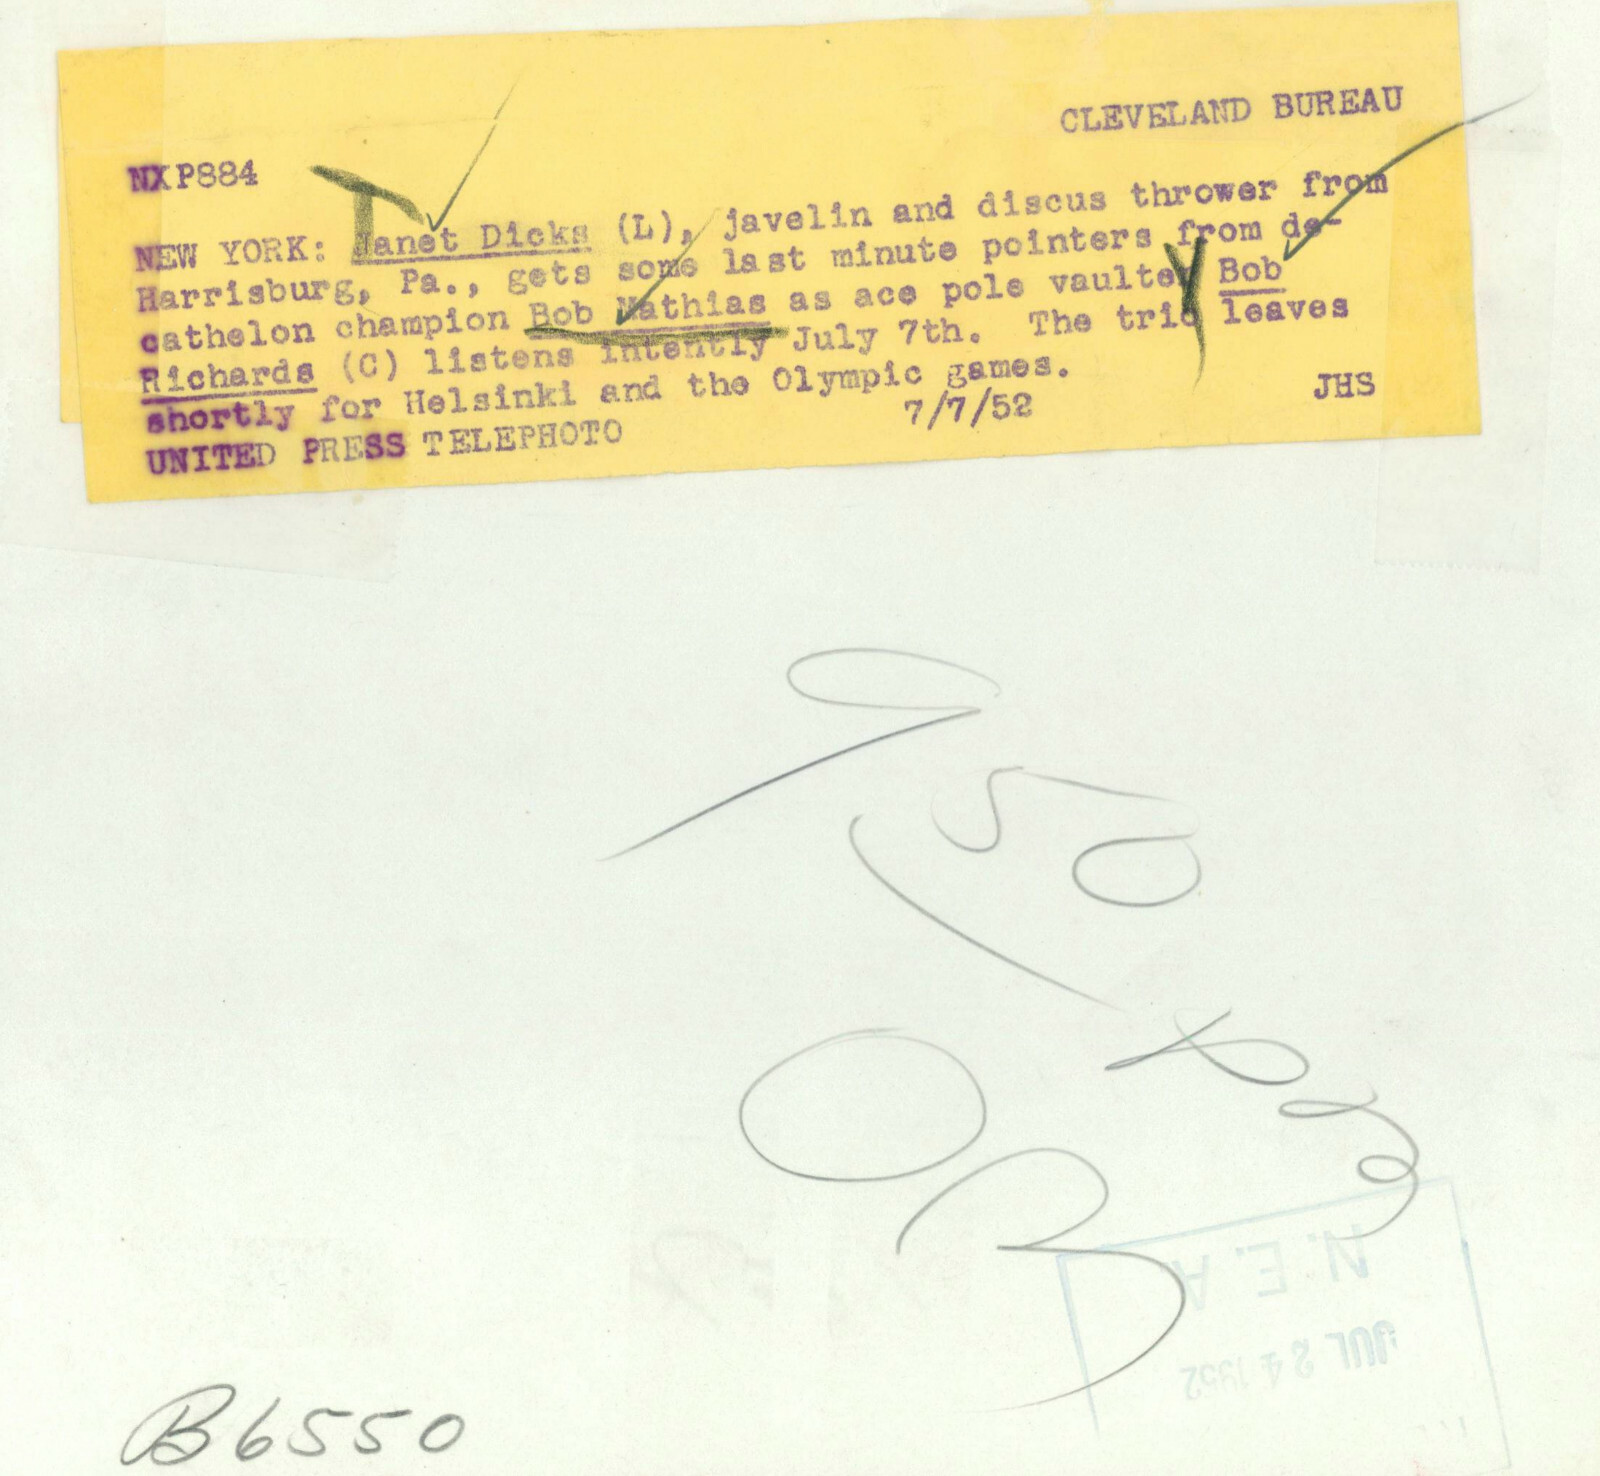 CLEVELAND BUREAU
NXP884
NEW YORK: Janet Dicks (L), javelin and discus thrower from
Harrisburg, Pa., gets some last minute pointers from de-
cathelon champion Bob Mathias as ace pole vaulter Bob
Richards (C) listens intently July 7th. The trio leaves
shortly for Helsinki and the Olympic games.
UNITED PRESS TELEPHOTO 7/7/52 JHS
N.E.A
JUL 24 1952
B6550